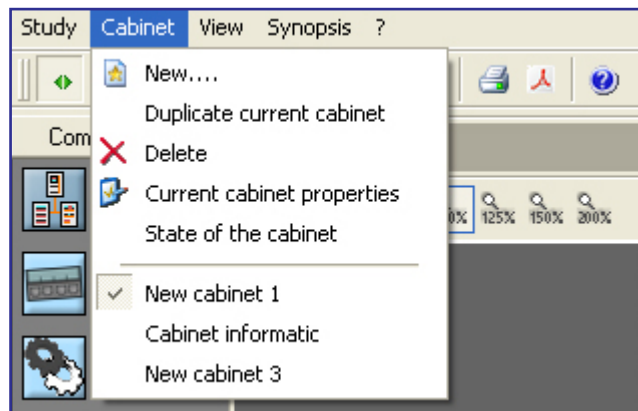 Study Cabinet View Synopsis ?
New....
Duplicate current cabinet
Com
Delete
Current cabinet properties
0% 125% 150% 200%
State of the cabinet
New cabinet 1
Cabinet informatic
New cabinet 3